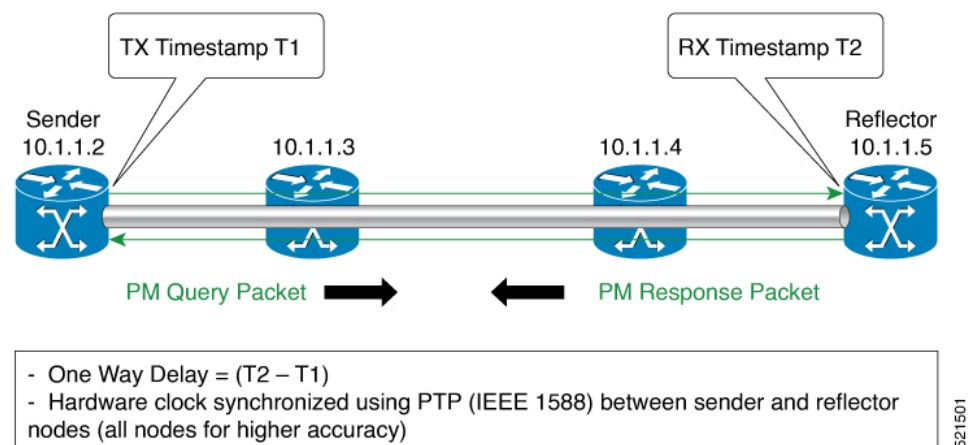 TX Timestamp T1
RX Timestamp T2
Sender
10.1.1.2
10.1.1.3
10.1.1.4
Reflector
10.1.1.5
PM Query Packet
PM Response Packet
- One Way Delay = (T2 – T1)
- Hardware clock synchronized using PTP (IEEE 1588) between sender and reflector
nodes (all nodes for higher accuracy)
521501